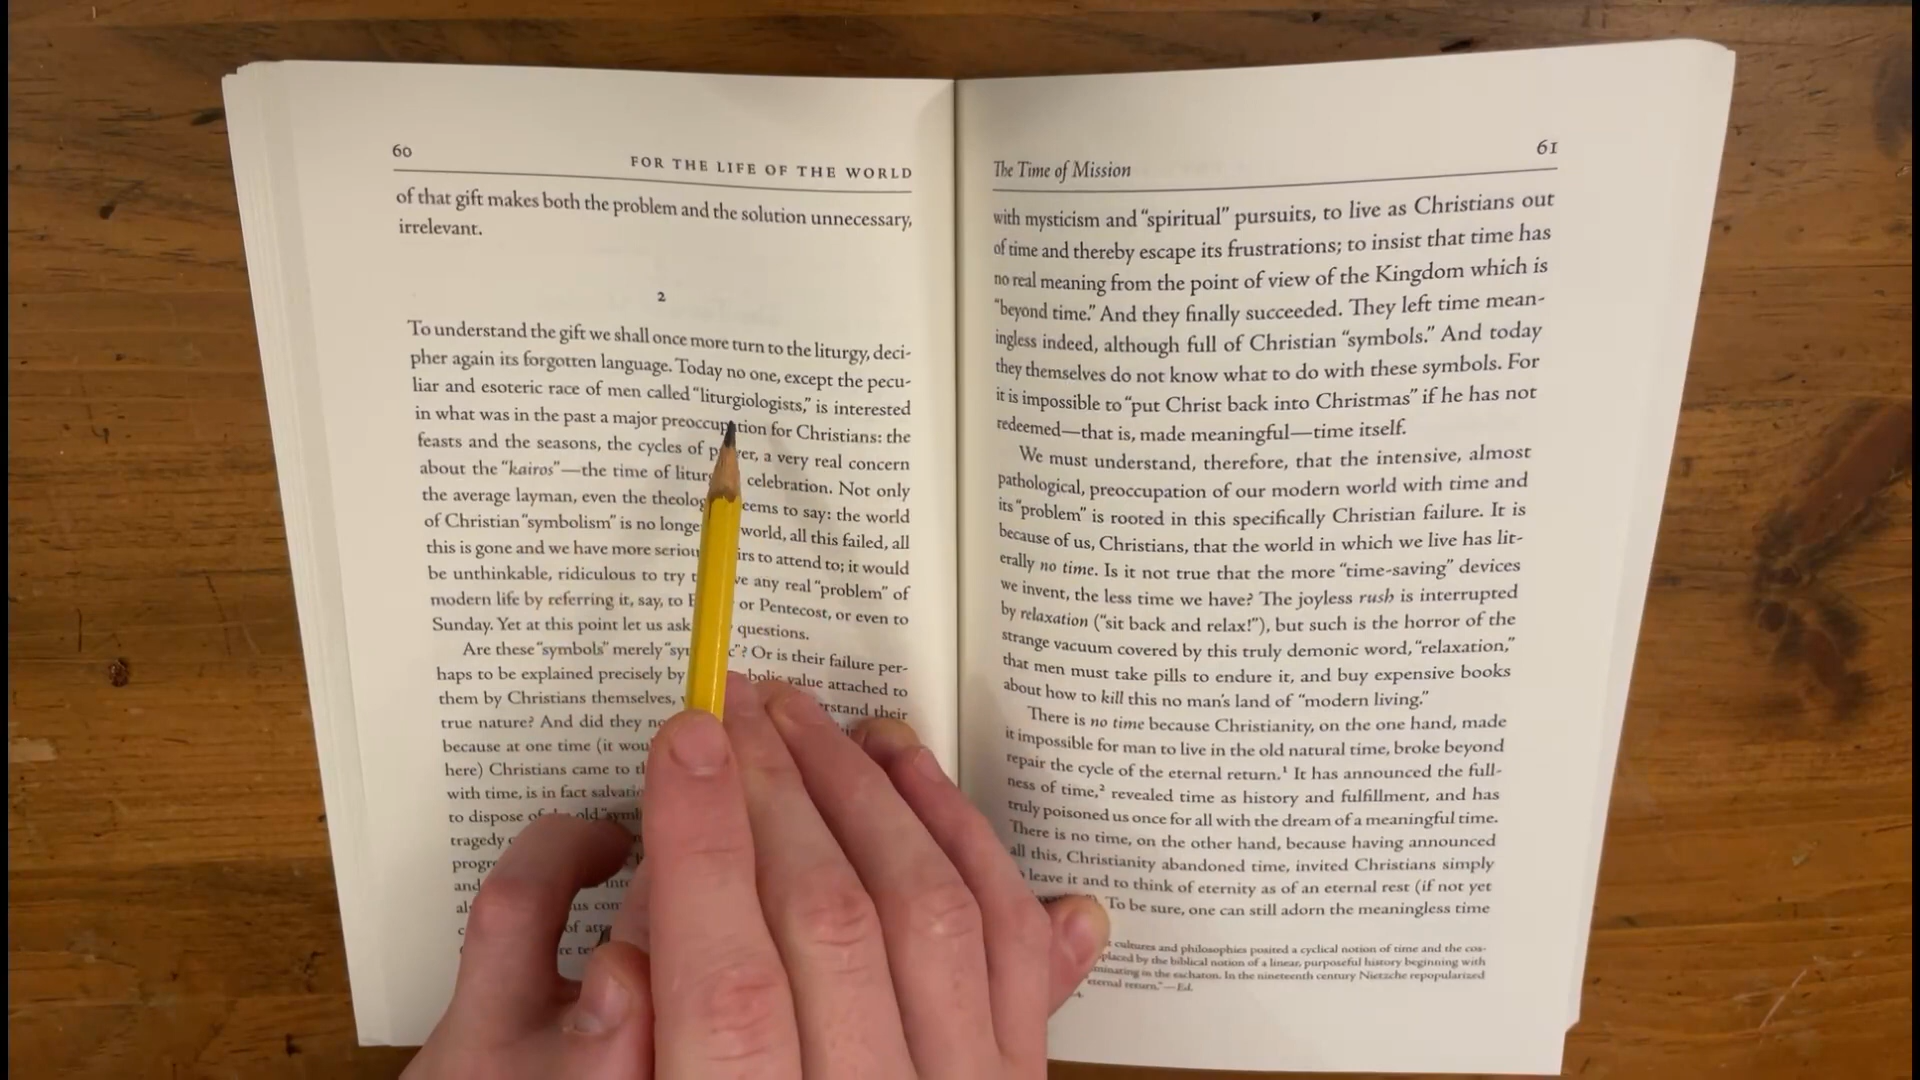 60
FOR THE LIFE OF THE WORLD
of that gift makes both the problem and the solution unnecessary,
irrelevant.
2
To understand the gift we shall once more turn to the liturgy, deci-
pher again its forgotten language. Today no one, except the pecu-
liar and esoteric race of men called "liturgiologists," is interested
in what was in the past a major preoccupation for Christians: the
feasts and the seasons, the cycles of a very real concern
about the "kairos"—the time of celebration. Not only
the average layman, even the to say: the world
of Christian "symbolism" is no world, all this failed, all
this is gone and we have more to attend to; it would
be unthinkable, ridiculous to try any real "problem" of
modern life by referring it, say, to or Pentecost, or even to
Sunday. Yet at this point let us ask questions.
Are these "symbols" merely Or is their failure per-
haps to be explained precisely by value attached to
them by Christians themselves, their
true nature? And did they
because at one time (it
here) Christians came to
with time, is in fact
to dispose old
tragedy
and
61
The Time of Mission
with mysticism and "spiritual" pursuits, to live as Christians out
of time and thereby escape its frustrations; to insist that time has
no real meaning from the point of view of the Kingdom which is
"beyond time." And they finally succeeded. They left time mean-
ingless indeed, although full of Christian "symbols." And today
they themselves do not know what to do with these symbols. For
it is impossible to "put Christ back into Christmas" if he has not
redeemed—that is, made meaningful—time itself.
We must understand, therefore, that the intensive, almost
pathological, preoccupation of our modern world with time and
its "problem" is rooted in this specifically Christian failure. It is
because of us, Christians, that the world in which we live has lit-
erally no time. Is it not true that the more "time-saving" devices
we invent, the less time we have? The joyless rush is interrupted
by relaxation ("sit back and relax!"), but such is the horror of the
strange vacuum covered by this truly demonic word, "relaxation,"
that men must take pills to endure it, and buy expensive books
about how to kill this no man's land of "modern living."
There is no time because Christianity, on the one hand, made
it impossible for man to live in the old natural time, broke beyond
repair the cycle of the eternal return.¹ It has announced the full-
ness of time,² revealed time as history and fulfillment, and has
truly poisoned us once for all with the dream of a meaningful time.
There is no time, on the other hand, because having announced
all this, Christianity abandoned time, invited Christians simply
leave it and to think of eternity as of an eternal rest (if not yet
To be sure, one can still adorn the meaningless time
cultures and philosophies posited a cyclical notion of time and the cos-
by the biblical notion of a linear, purposeful history beginning with
in the eschaton. In the nineteenth century Nietzsche repopularized
return."—Ed.